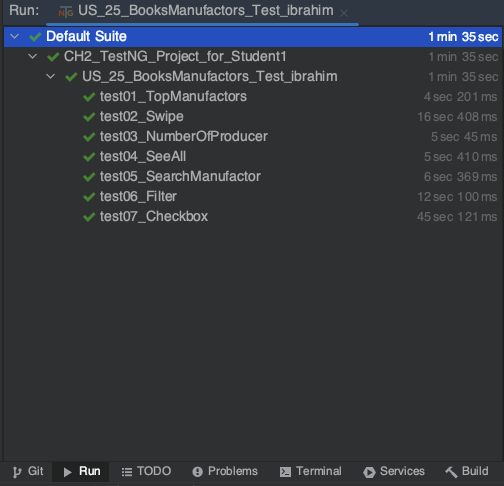 Run: US_25_BooksManufactors_Test_ibrahim
Default Suite 1 min 35 sec
CH2_TestNG_Project_for_Student1 1 min 35 sec
US_25_BooksManufactors_Test_ibrahim 1 min 35 sec
test01_TopManufactors 4 sec 201 ms
test02_Swipe 16 sec 408 ms
test03_NumberOfProducer 5 sec 45 ms
test04_SeeAll 5 sec 410 ms
test05_SearchManufactor 6 sec 369 ms
test06_Filter 12 sec 100 ms
test07_Checkbox 45 sec 121 ms
Git Run TODO Problems Terminal Services Build